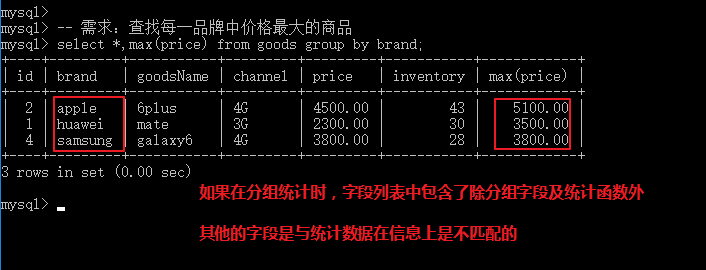 mysql>
mysql> -- 需求：查找每一品牌中价格最大的商品
mysql> select *,max(price) from goods group by brand;
+----+---------+-----------+---------+---------+-----------+------------+
| id | brand | goodsName | channel | price | inventory | max(price) |
+----+---------+-----------+---------+---------+-----------+------------+
| 2 | apple | 6plus | 4G | 4500.00 | 43 | 5100.00 |
| 1 | huawei | mate | 3G | 2300.00 | 30 | 3500.00 |
| 4 | samsung | galaxy6 | 4G | 3800.00 | 28 | 3800.00 |
+----+---------+-----------+---------+---------+-----------+------------+
3 rows in set (0.00 sec)
如果在分组统计时，字段列表中包含了除分组字段及统计函数外
mysql>
其他的字段是与统计数据在信息上是不匹配的